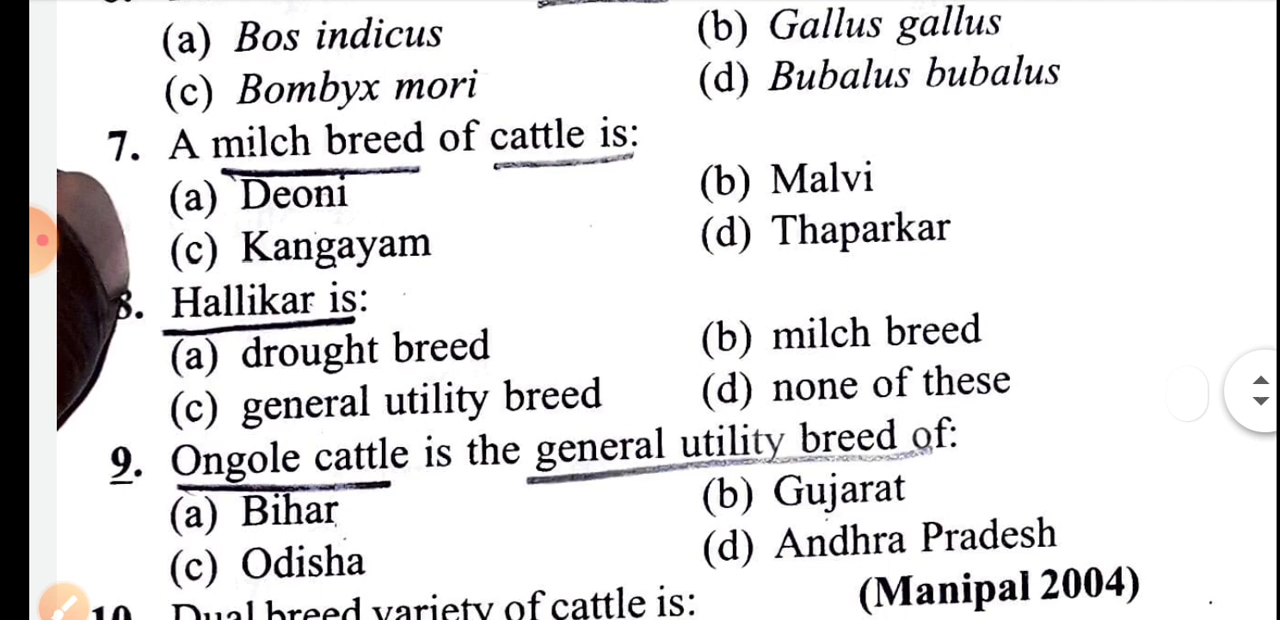 (a) Bos indicus (b) Gallus gallus
(c) Bombyx mori (d) Bubalus bubalus
7. A milch breed of cattle is:
(a) Deoni (b) Malvi
(c) Kangayam (d) Thaparkar
8. Hallikar is:
(a) drought breed (b) milch breed
(c) general utility breed (d) none of these
9. Ongole cattle is the general utility breed of:
(a) Bihar (b) Gujarat
(c) Odisha (d) Andhra Pradesh
(Manipal 2004)
10. Dual breed variety of cattle is: